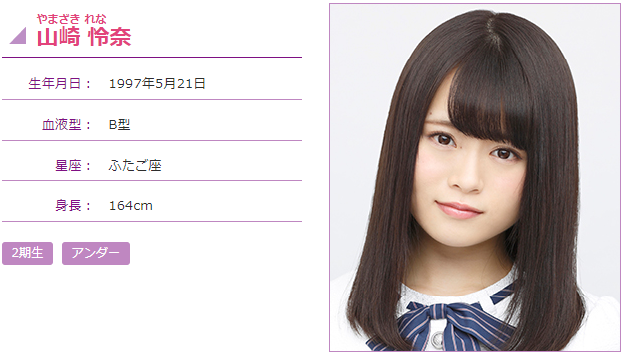 やまざき れな
山崎 怜奈
生年月日： 1997年5月21日
血液型： B型
星座： ふたご座
身長： 164cm
2期生 アンダー